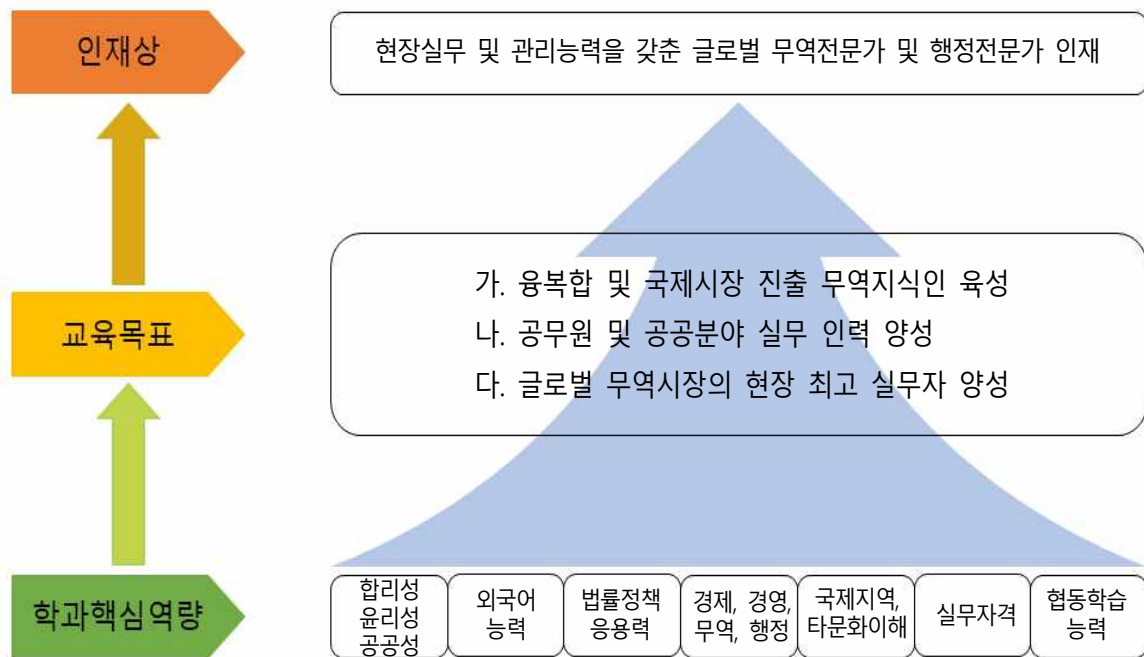 인재상
현장실무 및 관리능력을 갖춘 글로벌 무역전문가 및 행정전문가 인재
교육목표
가. 융복합 및 국제시장 진출 무역지식인 육성
나. 공무원 및 공공분야 실무 인력 양성
다. 글로벌 무역시장의 현장 최고 실무자 양성
학과핵심역량
합리성
윤리성
공공성
외국어
능력
법률정책
응용력
경제, 경영,
무역, 행정
국제지역,
타문화이해
실무자격
협동학습
능력